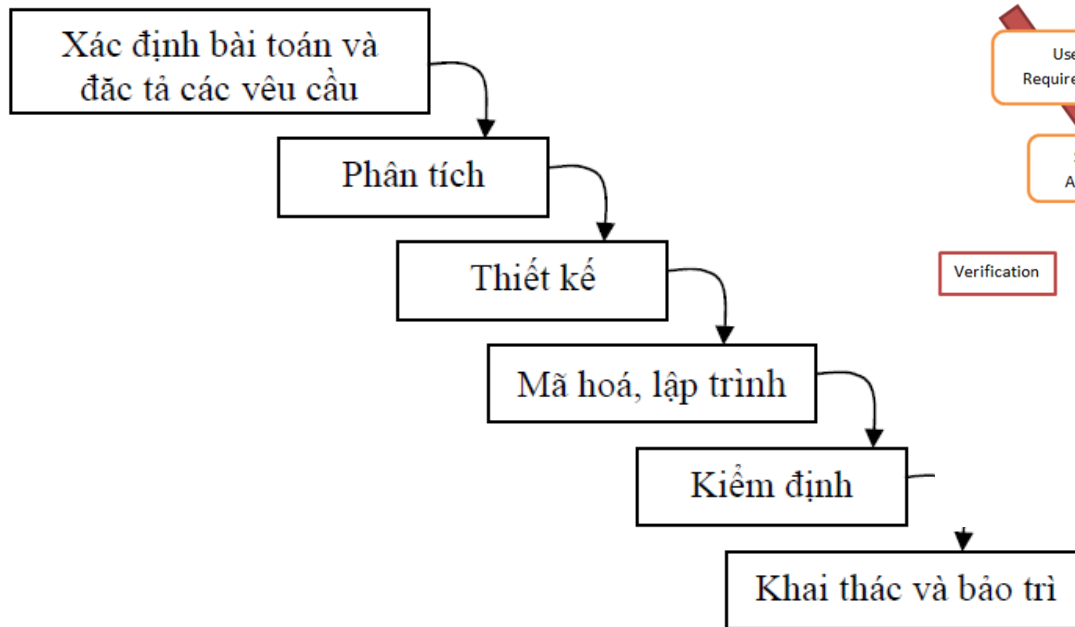 Xác định bài toán và
đăc tả các vêu cầu
Phân tích
Thiết kế
Mã hoá, lập trình
Kiểm định
Khai thác và bảo trì
Verification